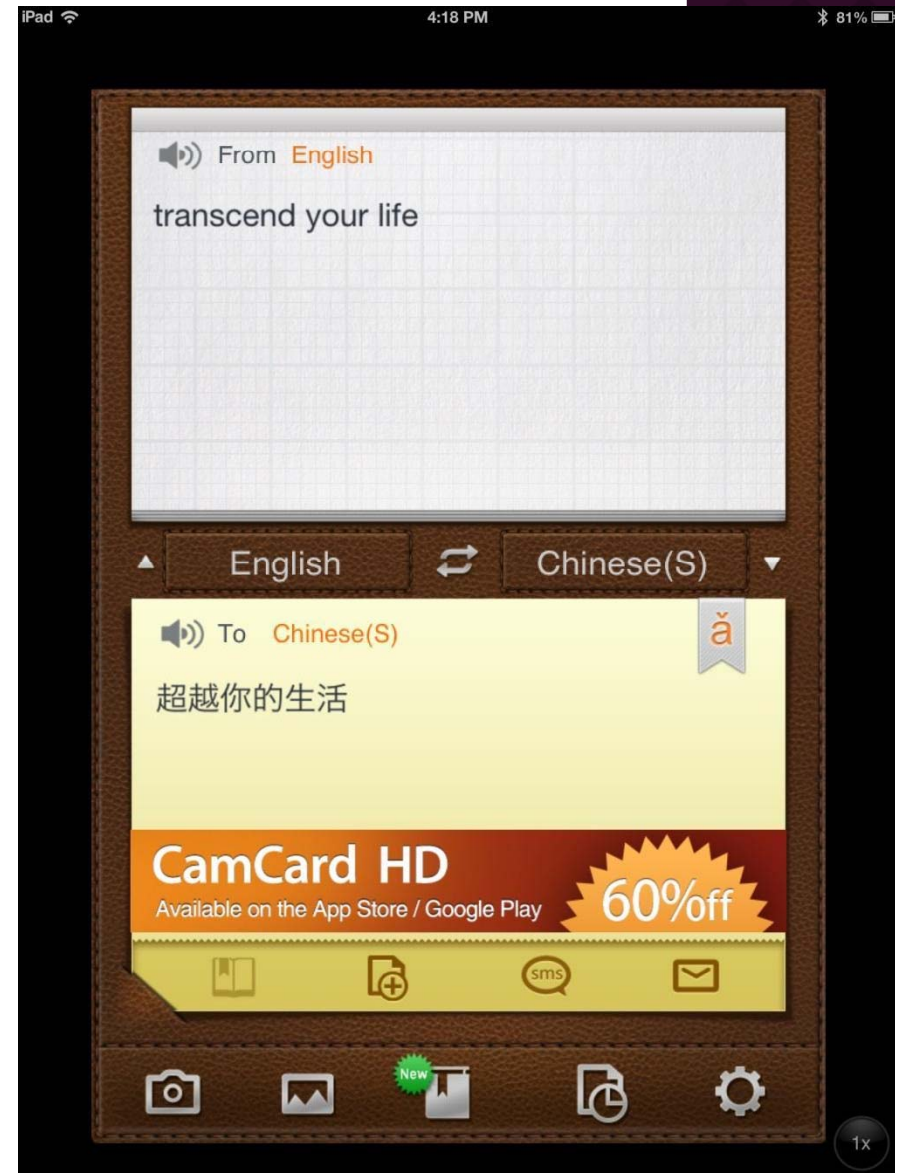 iPad 4:18 PM 81%
From English
transcend your life
English Chinese(S)
To Chinese(S) ǎ
超越你的生活
CamCard HD
Available on the App Store / Google Play
60%off
sms
New
1x